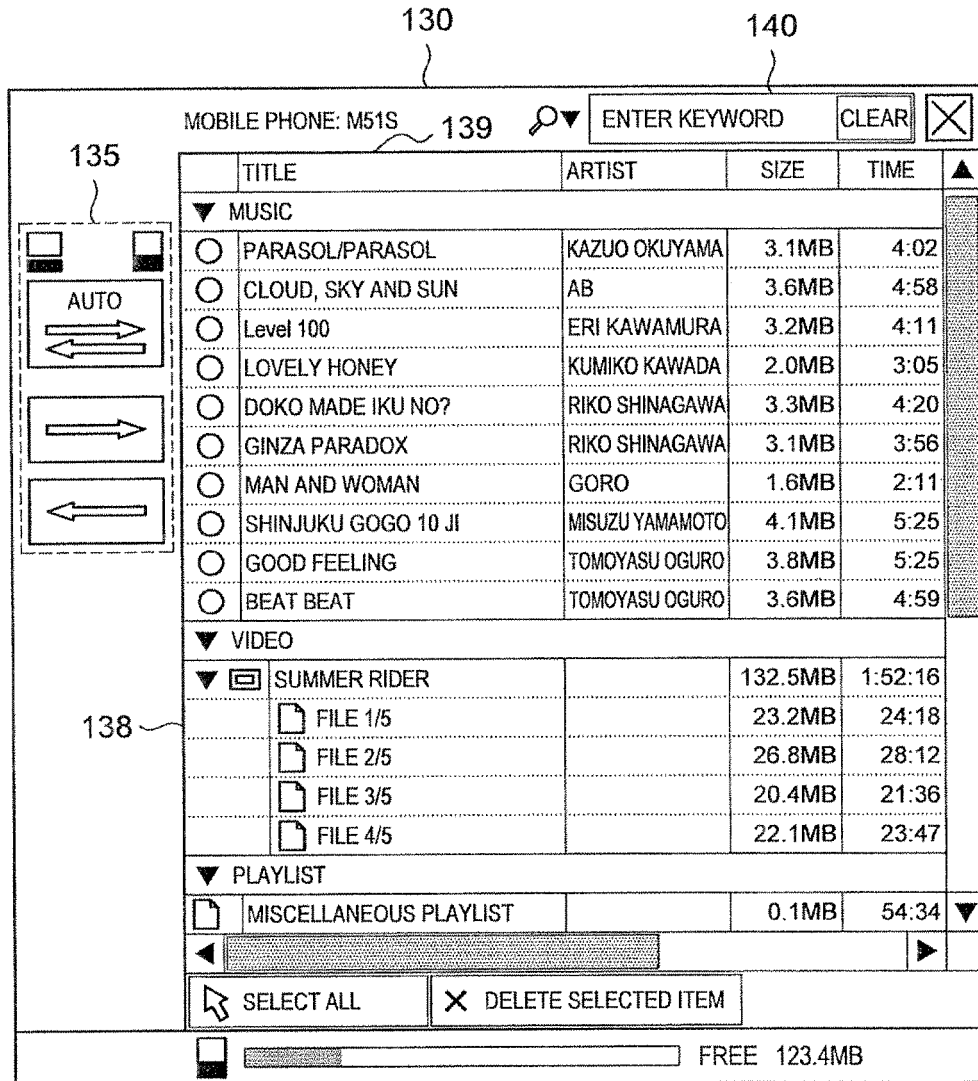 130
140
MOBILE PHONE: M51S
ENTER KEYWORD CLEAR
139
135
TITLE ARTIST SIZE TIME
MUSIC
PARASOL/PARASOL KAZUO OKUYAMA 3.1MB 4:02
AUTO
CLOUD, SKY AND SUN AB 3.6MB 4:58
Level 100 ERI KAWAMURA 3.2MB 4:11
LOVELY HONEY KUMIKO KAWADA 2.0MB 3:05
DOKO MADE IKU NO? RIKO SHINAGAWA 3.3MB 4:20
GINZA PARADOX RIKO SHINAGAWA 3.1MB 3:56
MAN AND WOMAN GORO 1.6MB 2:11
SHINJUKU GOGO 10 JI MISUZU YAMAMOTO 4.1MB 5:25
GOOD FEELING TOMOYASU OGURO 3.8MB 5:25
BEAT BEAT TOMOYASU OGURO 3.6MB 4:59
VIDEO
SUMMER RIDER 132.5MB 1:52:16
138
FILE 1/5 23.2MB 24:18
FILE 2/5 26.8MB 28:12
FILE 3/5 20.4MB 21:36
FILE 4/5 22.1MB 23:47
PLAYLIST
MISCELLANEOUS PLAYLIST 0.1MB 54:34
SELECT ALL DELETE SELECTED ITEM
FREE 123.4MB